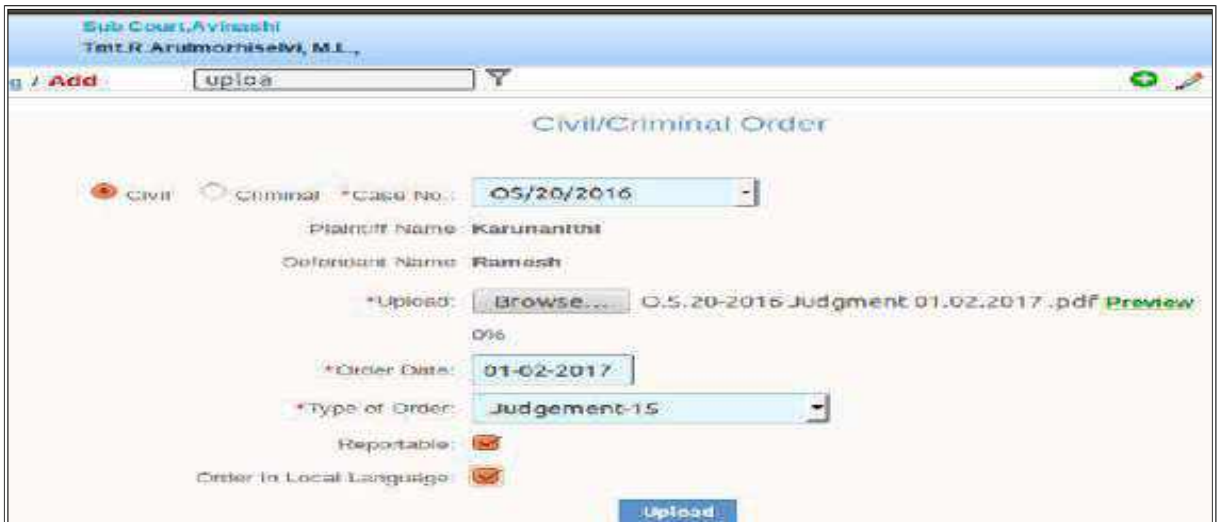 Sub Court,Avinashi
Tmt.R.Arulmozhiselvi, M.L.,
g / Add uploa
Civil/Criminal Order
Civil Criminal *Case No.: OS/20/2016
Plaintiff Name Karunanithi
Defendant Name Ramesh
*Upload: Browse... O.S.20-2016 Judgment 01.02.2017 .pdf Preview
0%
*Order Date: 01-02-2017
*Type of Order: Judgement-15
Reportable:
Order in Local Language:
Upload